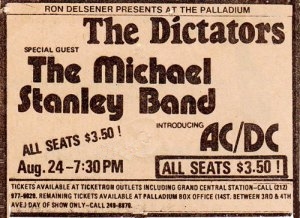 RON DELSENER PRESENTS AT THE PALLADIUM
The Dictators
SPECIAL GUEST
The Michael
Stanley Band
INTRODUCING
ALL SEATS $3.50!
AC/DC
Aug. 24-7:30 PM
ALL SEATS $3.50!
TICKETS AVAILABLE AT TICKETRON OUTLETS INCLUDING GRAND CENTRAL STATION—CALL (212)
977-9020. REMAINING TICKETS AVAILABLE AT PALLADIUM BOX OFFICE (14ST. BETWEEN 3RD & 4TH
AVE.) DAY OF SHOW ONLY—CALL 249-8870.